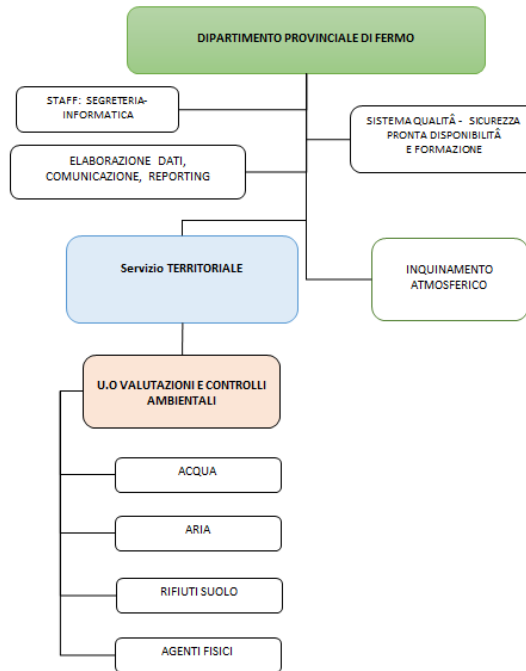 DIPARTIMENTO PROVINCIALE DI FERMO
STAFF: SEGRETERIA-
INFORMATICA
SISTEMA QUALITÂ - SICUREZZA
PRONTA DISPONIBILITÂ
E FORMAZIONE
ELABORAZIONE DATI,
COMUNICAZIONE, REPORTING
Servizio TERRITORIALE
INQUINAMENTO
ATMOSFERICO
U.O VALUTAZIONI E CONTROLLI
AMBIENTALI
ACQUA
ARIA
RIFIUTI SUOLO
AGENTI FISICI